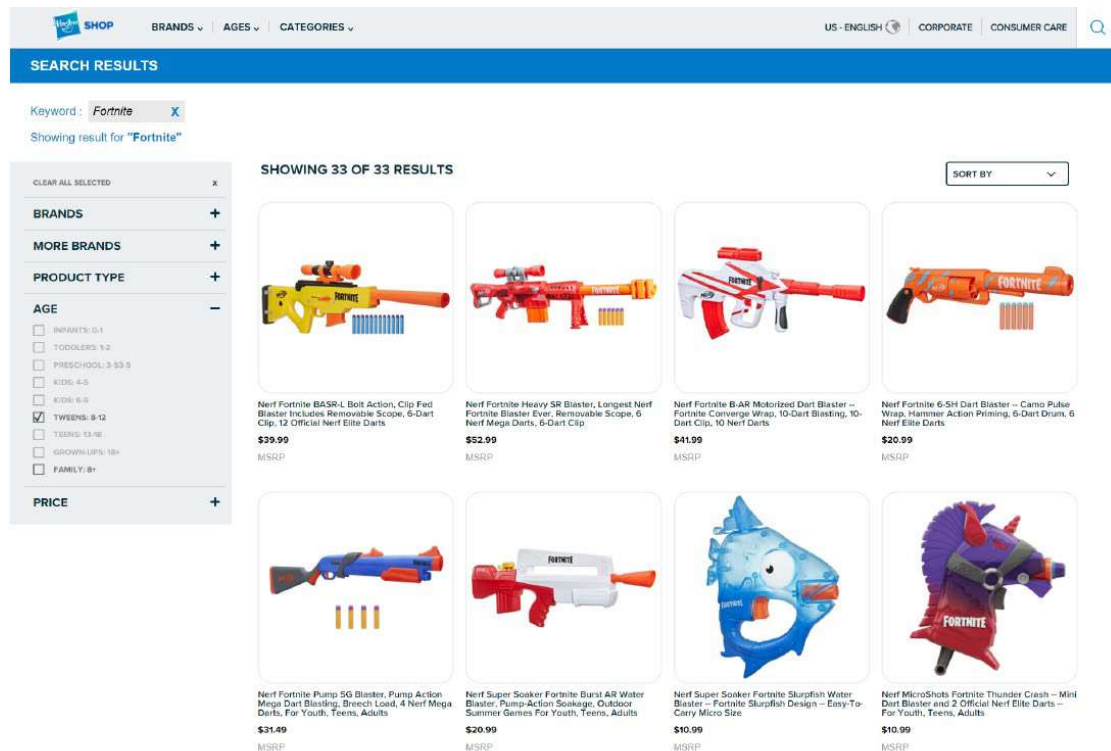 Hasbro SHOP
BRANDS
AGES
CATEGORIES
US - ENGLISH
CORPORATE
CONSUMER CARE
SEARCH RESULTS
Keyword : Fortnite X
Showing result for "Fortnite"
CLEAR ALL SELECTED x
BRANDS +
MORE BRANDS +
PRODUCT TYPE +
AGE −
INFANTS: 0-1
TODDLERS: 1-2
PRESCHOOL: 3-53-5
KIDS: 4-5
KIDS: 6-9
TWEENS: 8-12
TEENS: 13-18
GROWN-UPS: 18+
FAMILY: 8+
PRICE +
SHOWING 33 OF 33 RESULTS
SORT BY
FORTNITE
FORTNITE
FORTNITE
FORTNITE
Nerf Fortnite BASR-L Bolt Action, Clip Fed
Blaster Includes Removable Scope, 6-Dart
Clip, 12 Official Nerf Elite Darts
$39.99
MSRP
Nerf Fortnite Heavy SR Blaster, Longest Nerf
Fortnite Blaster Ever, Removable Scope, 6
Nerf Mega Darts, 6-Dart Clip
$52.99
MSRP
Nerf Fortnite B-AR Motorized Dart Blaster --
Fortnite Converge Wrap, 10-Dart Blasting, 10-
Dart Clip, 10 Nerf Darts
$41.99
MSRP
Nerf Fortnite 6-SH Dart Blaster -- Camo Pulse
Wrap, Hammer Action Priming, 6-Dart Drum, 6
Nerf Elite Darts
$20.99
MSRP
FORTNITE
FORTNITE
FORTNITE
Nerf Fortnite Pump SG Blaster, Pump Action
Mega Dart Blasting, Breech Load, 4 Nerf Mega
Darts, For Youth, Teens, Adults
$31.49
MSRP
Nerf Super Soaker Fortnite Burst AR Water
Blaster, Pump-Action Soakage, Outdoor
Summer Games For Youth, Teens, Adults
$20.99
MSRP
Nerf Super Soaker Fortnite Slurpfish Water
Blaster -- Fortnite Slurpfish Design -- Easy-To-
Carry Micro Size
$10.99
MSRP
Nerf MicroShots Fortnite Thunder Crash -- Mini
Dart Blaster and 2 Official Nerf Elite Darts --
For Youth, Teens, Adults
$10.99
MSRP